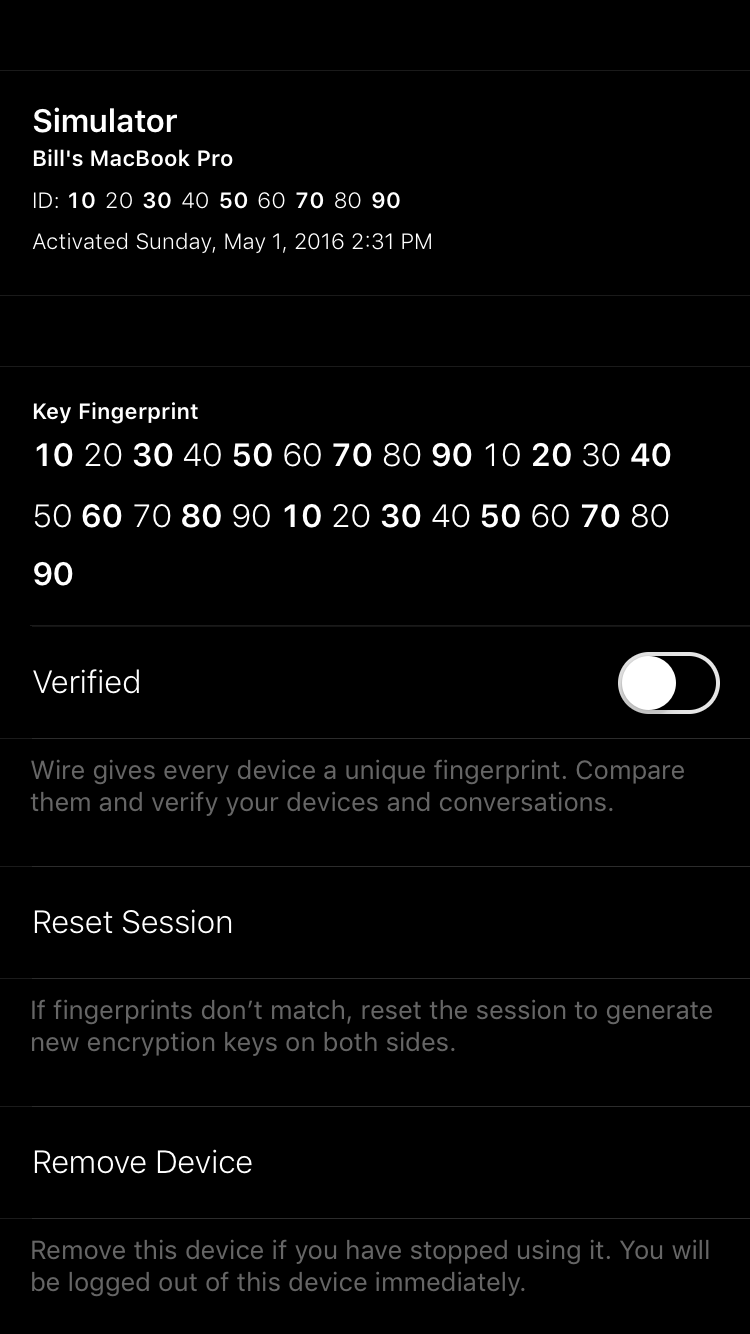 Simulator
Bill's MacBook Pro
ID: 10 20 30 40 50 60 70 80 90
Activated Sunday, May 1, 2016 2:31 PM
Key Fingerprint
10 20 30 40 50 60 70 80 90 10 20 30 40
50 60 70 80 90 10 20 30 40 50 60 70 80
90
Verified
Wire gives every device a unique fingerprint. Compare
them and verify your devices and conversations.
Reset Session
If fingerprints don’t match, reset the session to generate
new encryption keys on both sides.
Remove Device
Remove this device if you have stopped using it. You will
be logged out of this device immediately.